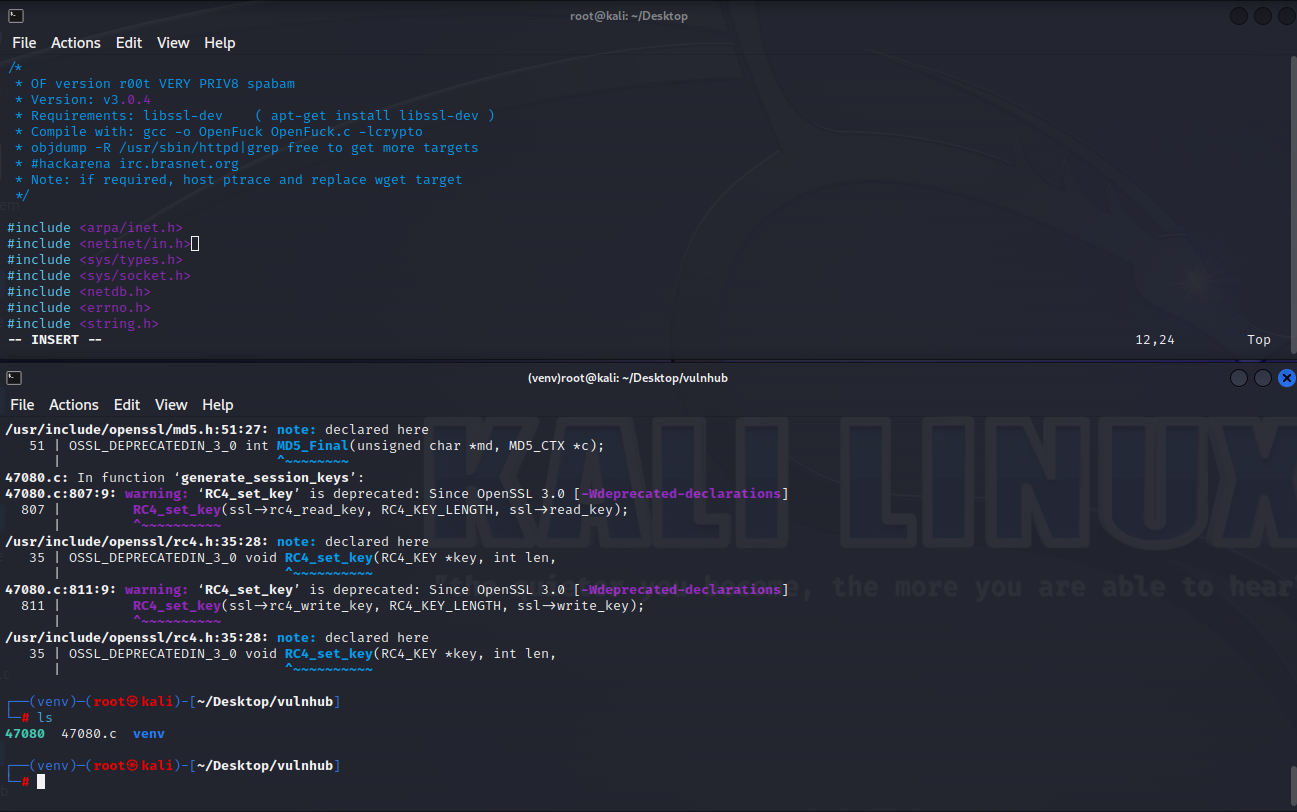 root@kali: ~/Desktop
File Actions Edit View Help
/*
* OF version r00t VERY PRIV8 spabam
* Version: v3.0.4
* Requirements: libssl-dev    ( apt-get install libssl-dev )
* Compile with: gcc -o OpenFuck OpenFuck.c -lcrypto
* objdump -R /usr/sbin/httpd|grep free to get more targets
* #hackarena irc.brasnet.org
* Note: if required, host ptrace and replace wget target
*/
#include <arpa/inet.h>
#include <netinet/in.h>
#include <sys/types.h>
#include <sys/socket.h>
#include <netdb.h>
#include <errno.h>
#include <string.h>
-- INSERT --    12,24    Top
(venv)root@kali: ~/Desktop/vulnhub
File Actions Edit View Help
/usr/include/openssl/md5.h:51:27: note: declared here
51 | OSSL_DEPRECATEDIN_3_0 int MD5_Final(unsigned char *md, MD5_CTX *c);
| ^~~~~~~~~
47080.c: In function ‘generate_session_keys’:
47080.c:807:9: warning: ‘RC4_set_key’ is deprecated: Since OpenSSL 3.0 [-Wdeprecated-declarations]
807 | RC4_set_key(ssl->rc4_read_key, RC4_KEY_LENGTH, ssl->read_key);
| ^~~~~~~~~~~
/usr/include/openssl/rc4.h:35:28: note: declared here
35 | OSSL_DEPRECATEDIN_3_0 void RC4_set_key(RC4_KEY *key, int len,
| ^~~~~~~~~~~
47080.c:811:9: warning: ‘RC4_set_key’ is deprecated: Since OpenSSL 3.0 [-Wdeprecated-declarations]
811 | RC4_set_key(ssl->rc4_write_key, RC4_KEY_LENGTH, ssl->write_key);
| ^~~~~~~~~~~
/usr/include/openssl/rc4.h:35:28: note: declared here
35 | OSSL_DEPRECATEDIN_3_0 void RC4_set_key(RC4_KEY *key, int len,
| ^~~~~~~~~~~
KALI LINUX
the more you are able to hear
┌──(venv)─(root㉿kali)-[~/Desktop/vulnhub]
└─# ls
47080  47080.c  venv
┌──(venv)─(root㉿kali)-[~/Desktop/vulnhub]
└─#